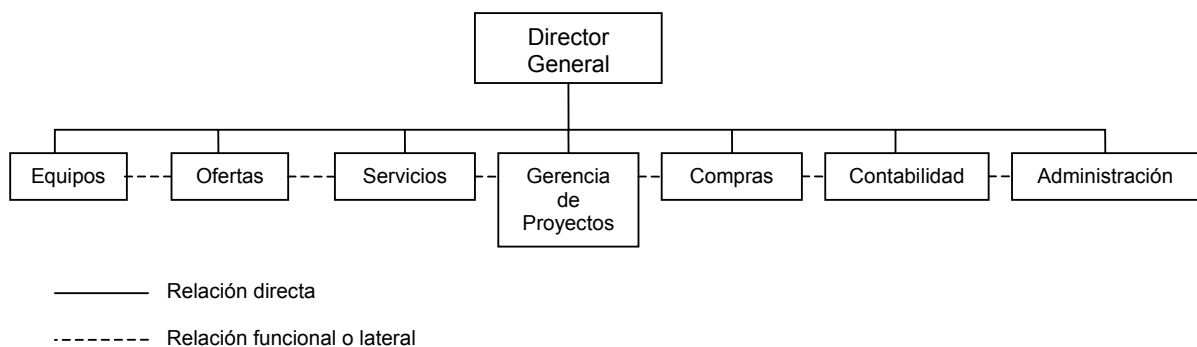 Director
General
Equipos
Ofertas
Servicios
Gerencia
de
Proyectos
Compras
Contabilidad
Administración
Relación directa
Relación funcional o lateral